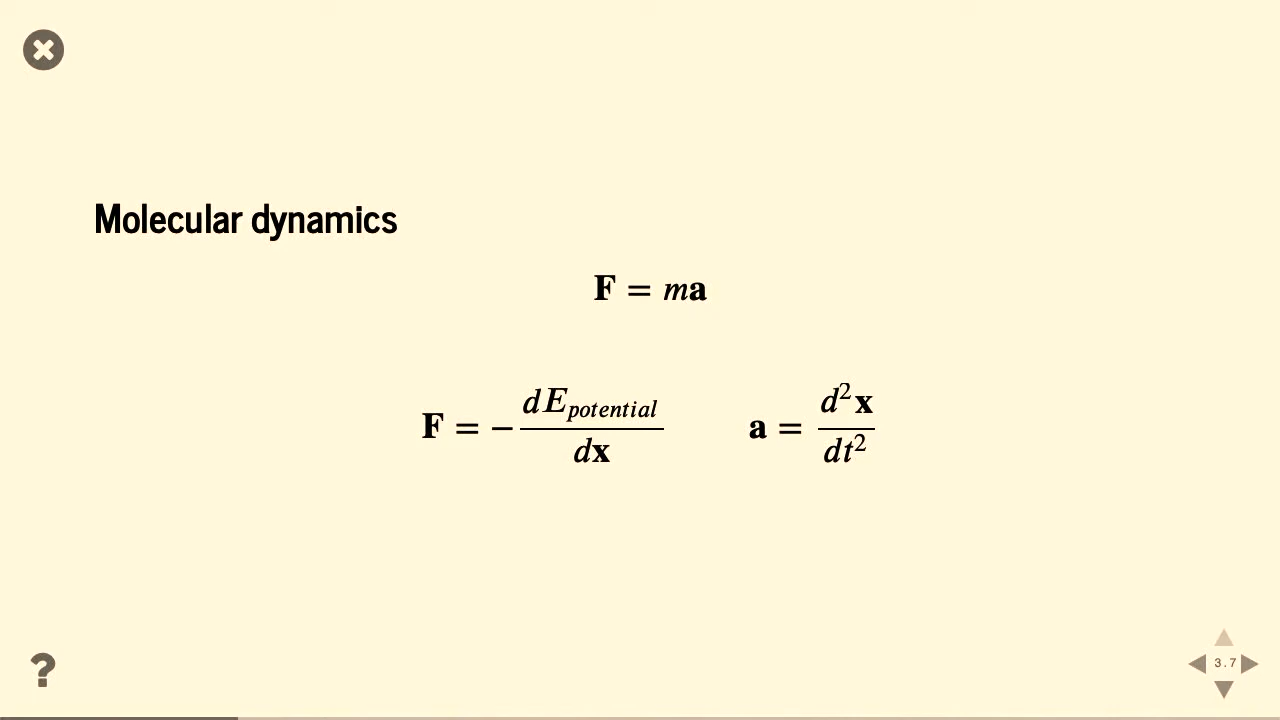 Molecular dynamics
𝐅 = m𝐚
𝐅 = − dE_potential / d𝐱    𝐚 = d²𝐱 / dt²
?
3.7